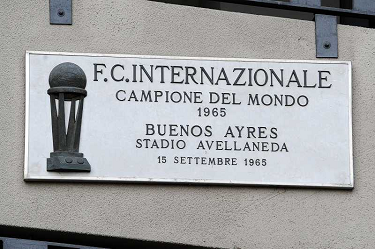 F.C. INTERNAZIONALE
CAMPIONE DEL MONDO
1965
BUENOS AYRES
STADIO AVELLANEDA
15 SETTEMBRE 1965